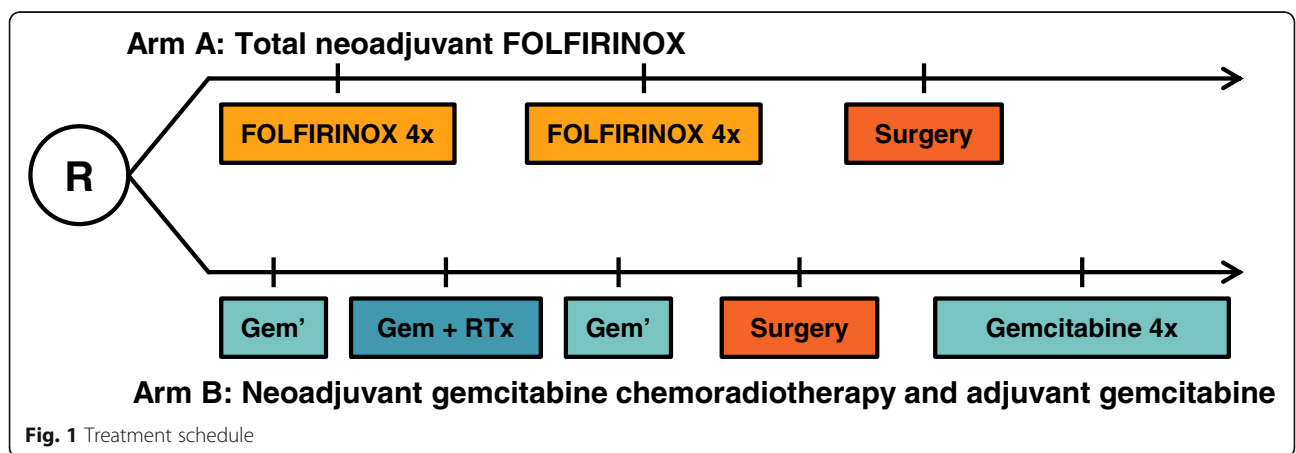 Arm A: Total neoadjuvant FOLFIRINOX
FOLFIRINOX 4x
FOLFIRINOX 4x
Surgery
R
Gem’
Gem + RTx
Gem’
Surgery
Gemcitabine 4x
Arm B: Neoadjuvant gemcitabine chemoradiotherapy and adjuvant gemcitabine
Fig. 1 Treatment schedule